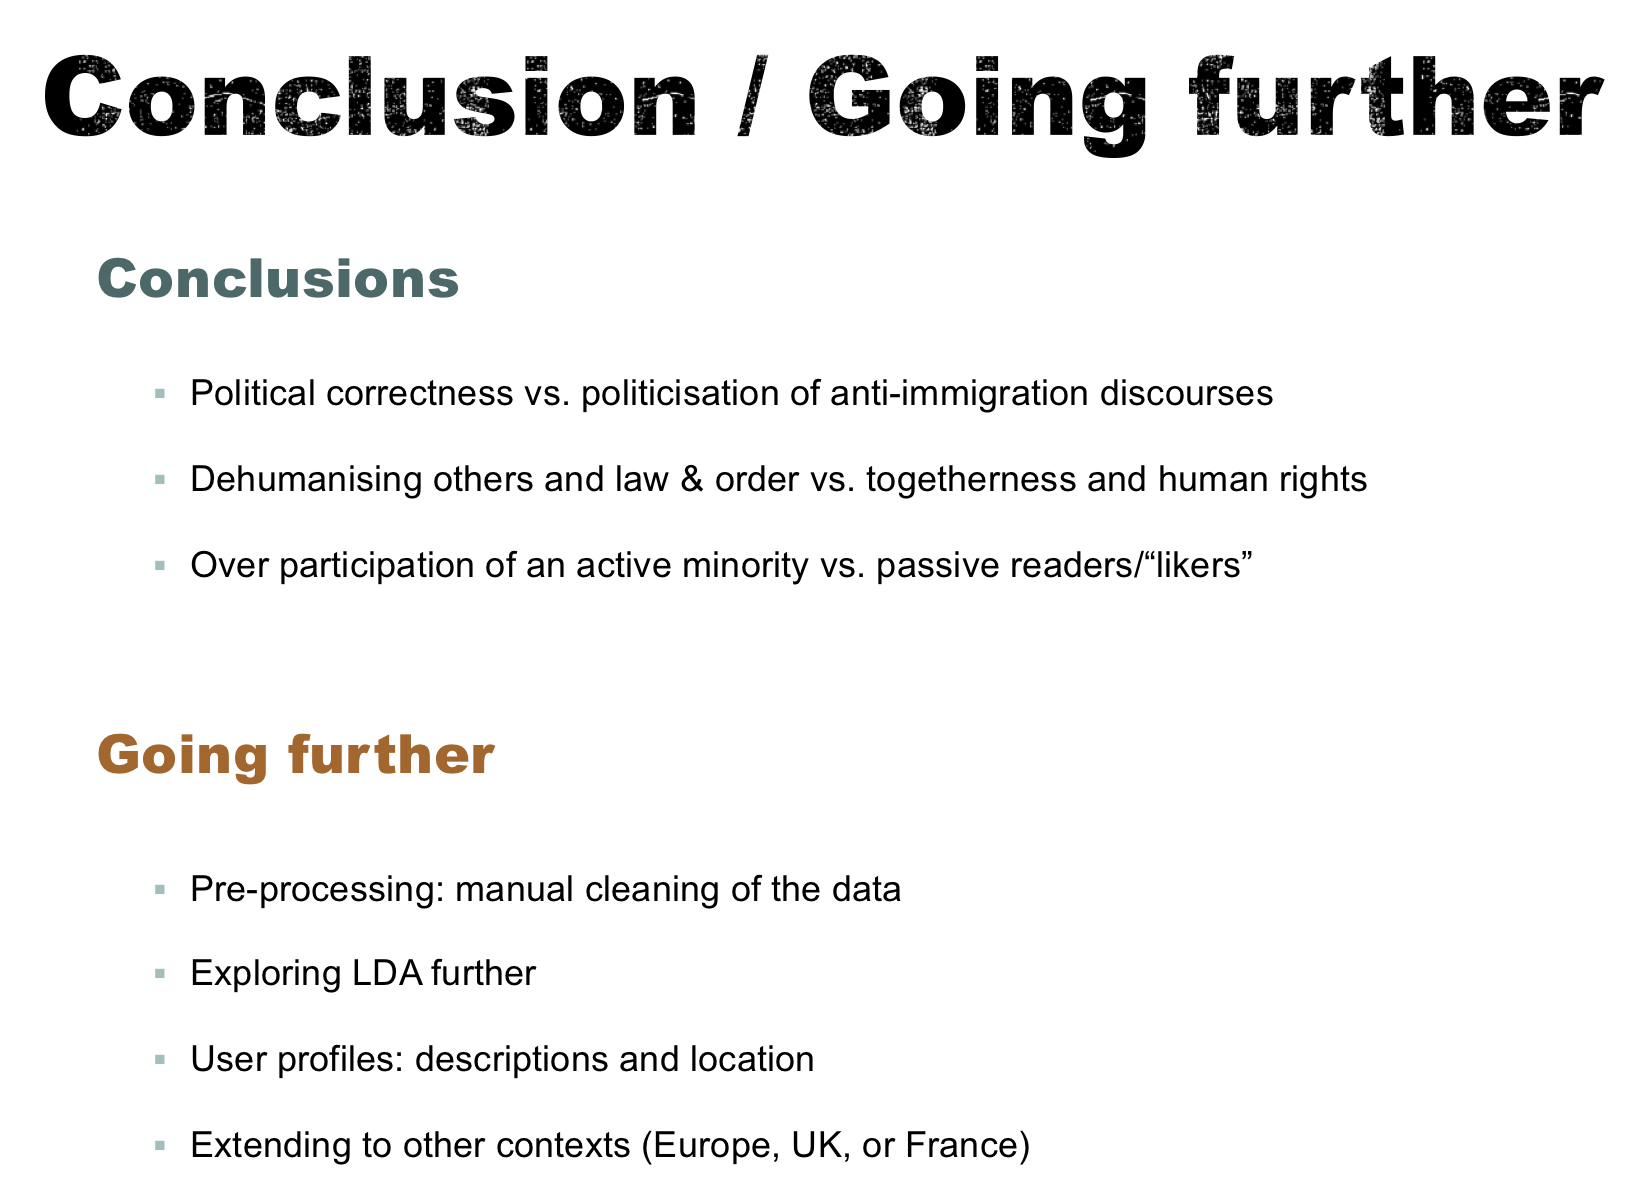 Conclusion / Going further
Conclusions
▪ Political correctness vs. politicisation of anti-immigration discourses
▪ Dehumanising others and law & order vs. togetherness and human rights
▪ Over participation of an active minority vs. passive readers/“likers”
Going further
▪ Pre-processing: manual cleaning of the data
▪ Exploring LDA further
▪ User profiles: descriptions and location
▪ Extending to other contexts (Europe, UK, or France)